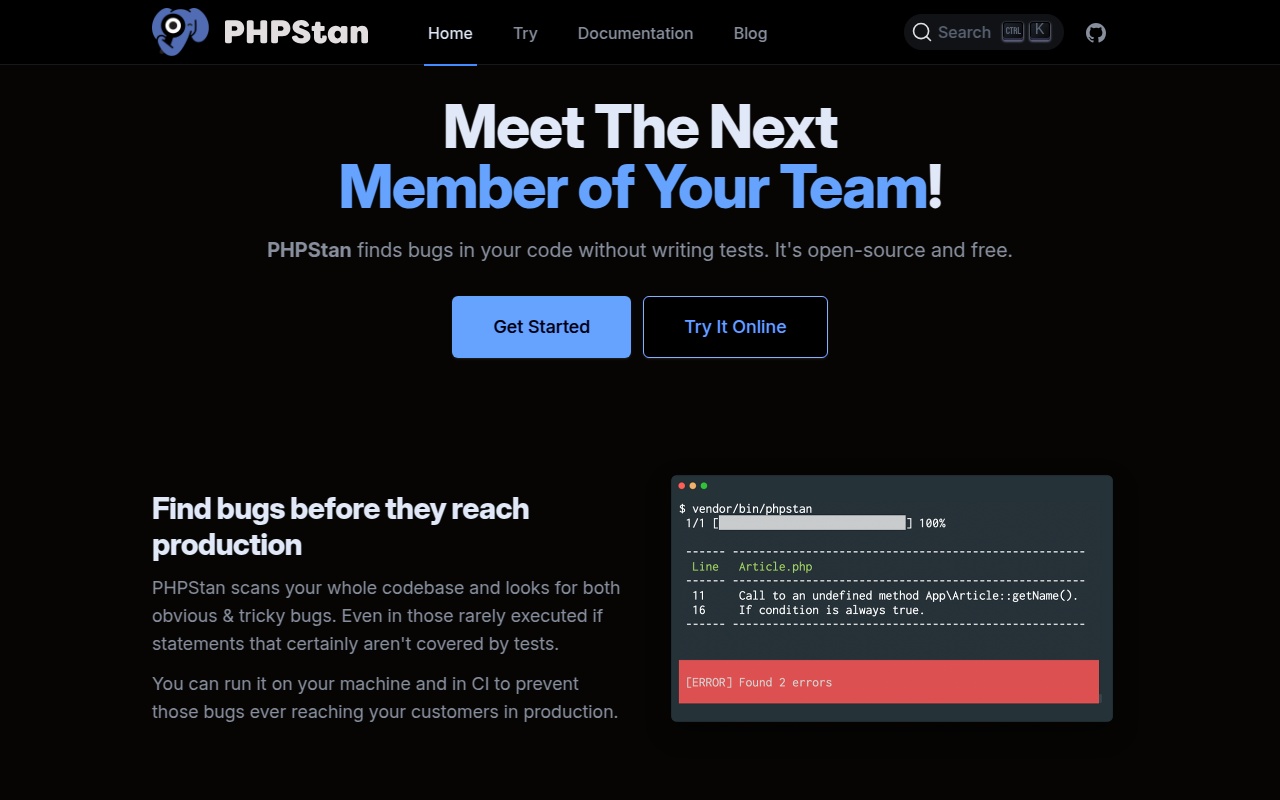 PHPStan
Home
Try
Documentation
Blog
Search
CTRL
K
Meet The Next
Member of Your Team!
PHPStan finds bugs in your code without writing tests. It's open-source and free.
Get Started
Try It Online
Find bugs before they reach
production
PHPStan scans your whole codebase and looks for both
obvious & tricky bugs. Even in those rarely executed if
statements that certainly aren't covered by tests.
You can run it on your machine and in CI to prevent
those bugs ever reaching your customers in production.
$ vendor/bin/phpstan
1/1 [ ] 100%
------ -----------------------------------------------------
Line Article.php
------ -----------------------------------------------------
11 Call to an undefined method App\Article::getName().
16 If condition is always true.
------ -----------------------------------------------------
[ERROR] Found 2 errors